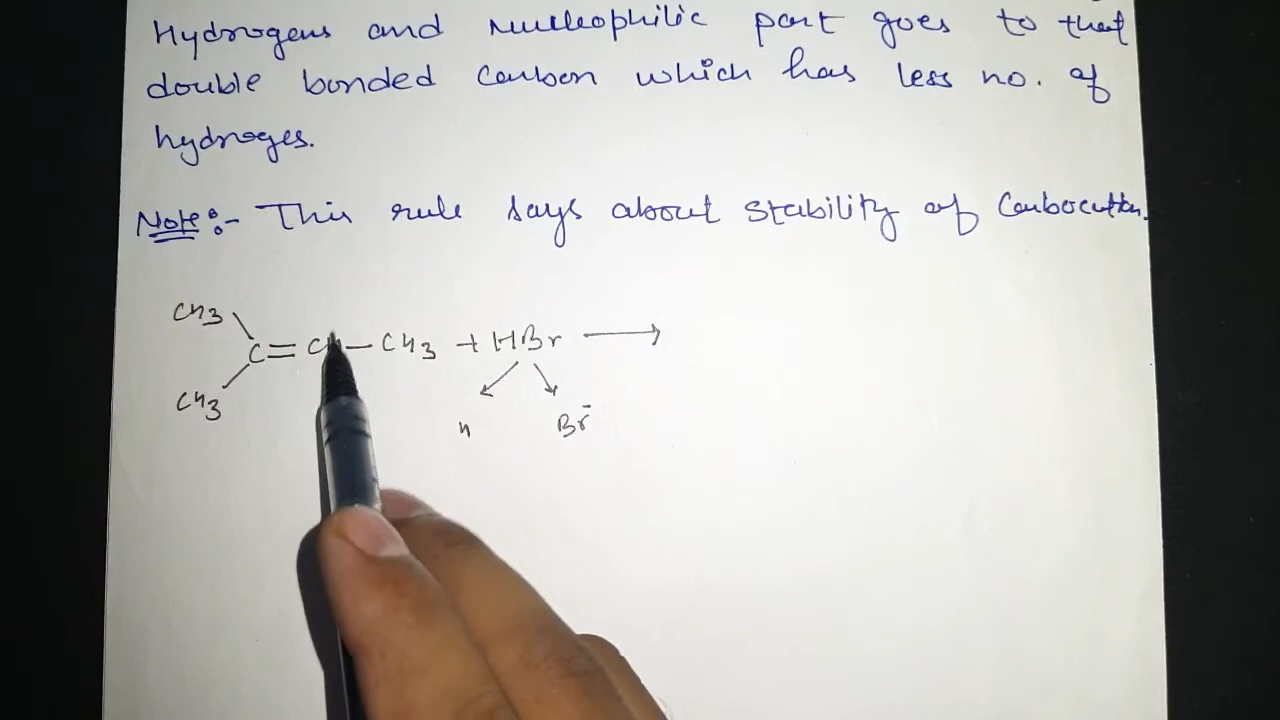 Hydrogens and nucleophilic part goes to that
double bonded carbon which has less no. of
hydroges.
Note:- This rule says about stability of Carbocation.
CH3
C=CH-CH3 + HBr →
CH3
H Br⁻